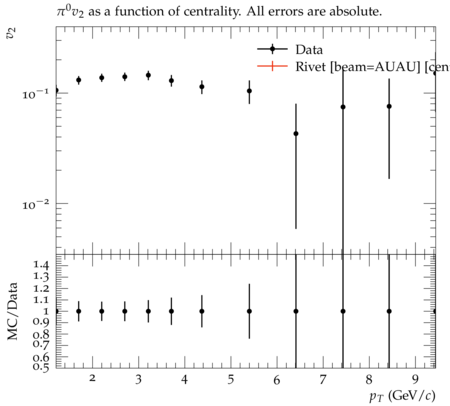 π⁰v₂ as a function of centrality. All errors are absolute.
v₂
Data
Rivet [beam=AUAU] [cen
10⁻¹
10⁻²
MC/Data
1.4
1.3
1.2
1.1
1
0.9
0.8
0.7
0.6
0.5
2 3 4 5 6 7 8 9
p_T (GeV/c)